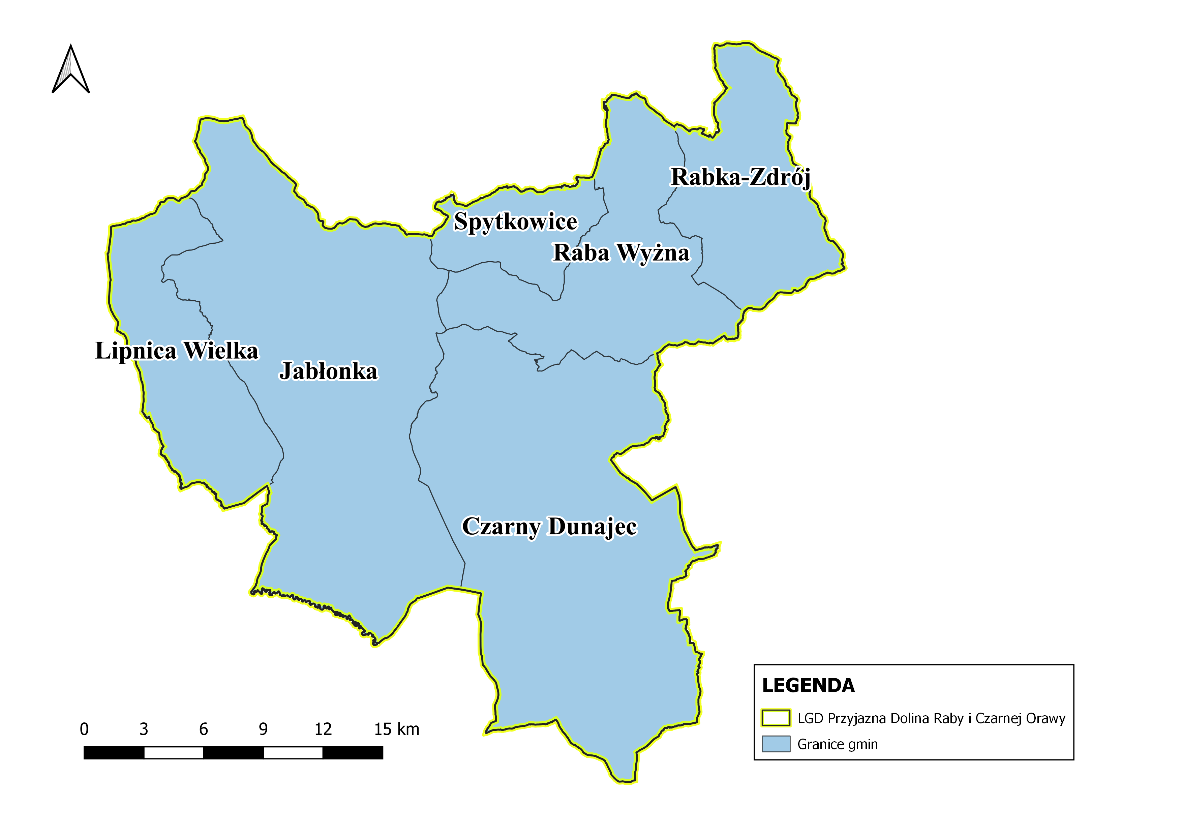 Rabka-Zdrój
Spytkowice
Raba Wyżna
Lipnica Wielka
Jabłonka
Czarny Dunajec
LEGENDA
LGD Przyjazna Dolina Raby i Czarnej Orawy
Granice gmin
0 3 6 9 12 15 km